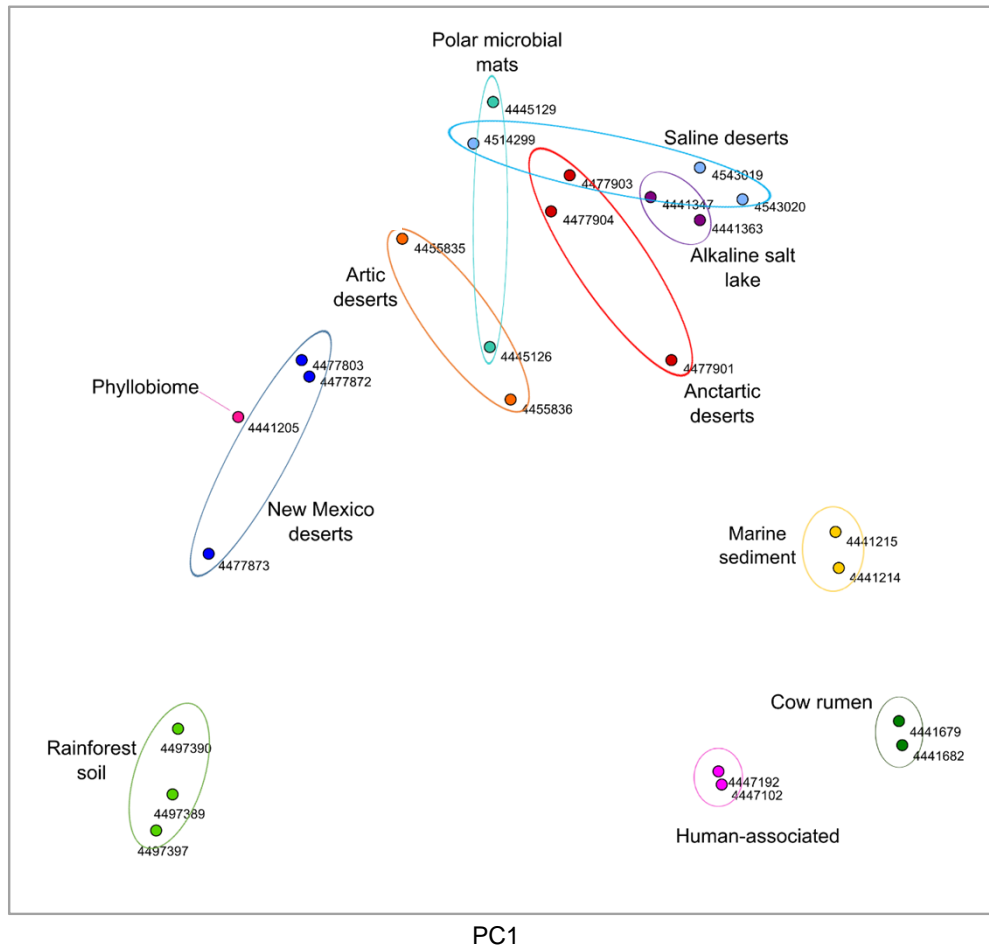 Polar microbial
mats
4445129
4514299
Saline deserts
4543019
4477903
4441347
4543020
4477904
4441363
4455835
Alkaline salt
lake
Artic
deserts
4445126
4477803
4477901
4477872
Phyllobiome
Anctartic
deserts
4455836
4441205
New Mexico
deserts
Marine
sediment
4441215
4477873
4441214
Cow rumen
4441679
Rainforest
soil
4497390
4441682
4447192
4447102
4497389
Human-associated
4497397
PC1